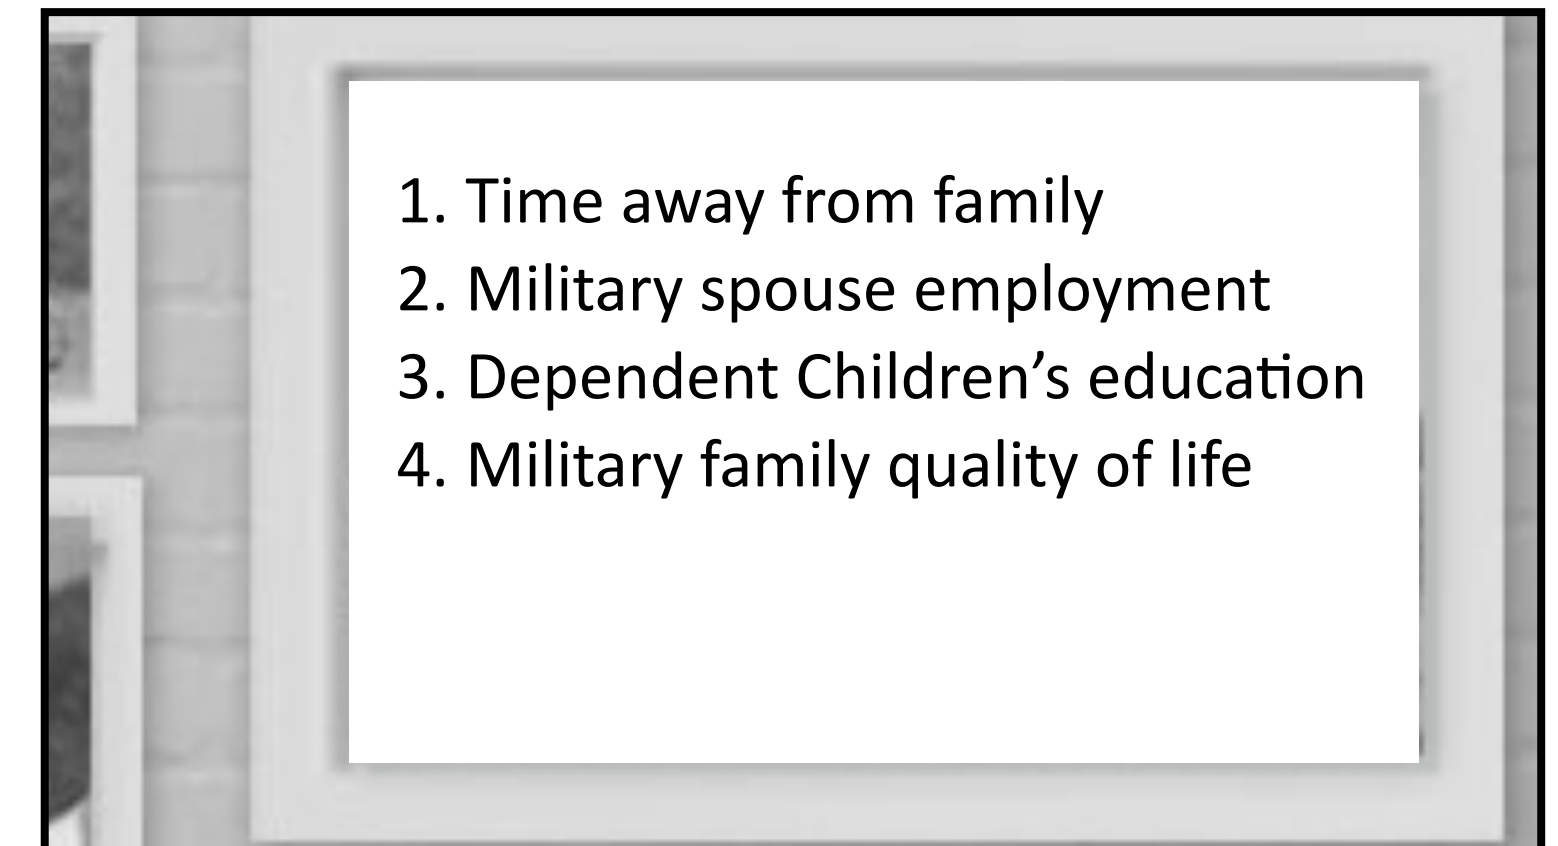 1. Time away from family
2. Military spouse employment
3. Dependent Children’s education
4. Military family quality of life